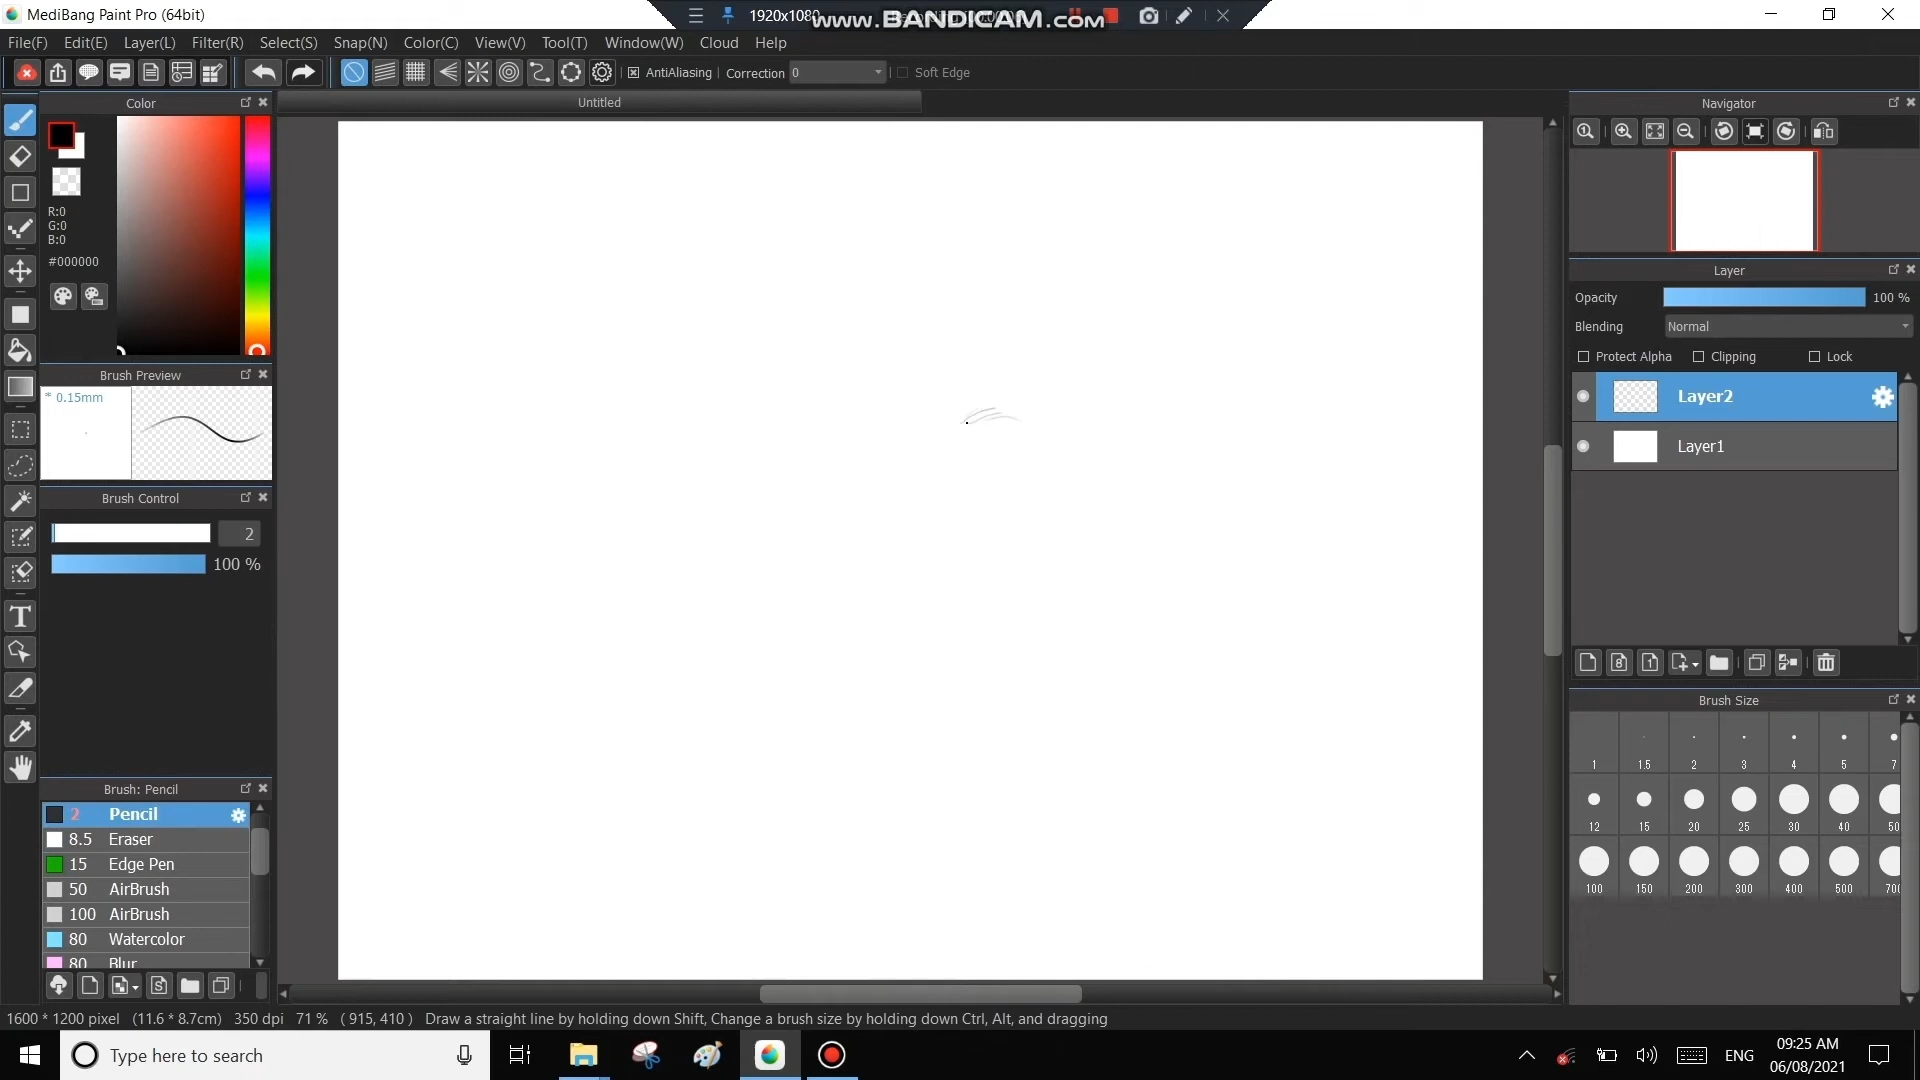 MediBang Paint Pro (64bit)
1920x1080
www.BANDICAM.com
File(F) Edit(E) Layer(L) Filter(R) Select(S) Snap(N) Color(C) View(V) Tool(T) Window(W) Cloud Help
AntiAliasing Correction 0 Soft Edge
Color
Untitled
Navigator
R:0
G:0
B:0
#000000
Layer
Opacity 100 %
Blending Normal
Protect Alpha Clipping Lock
Brush Preview
* 0.15mm
Layer2
Layer1
Brush Control
2
100 %
Brush Size
1 1.5 2 3 4 5 7
12 15 20 25 30 40 50
100 150 200 300 400 500 700
Brush: Pencil
2 Pencil
8.5 Eraser
15 Edge Pen
50 AirBrush
100 AirBrush
80 Watercolor
80 Blur
1600 * 1200 pixel (11.6 * 8.7cm) 350 dpi 71 % ( 915, 410 ) Draw a straight line by holding down Shift, Change a brush size by holding down Ctrl, Alt, and dragging
Type here to search
ENG
09:25 AM
06/08/2021